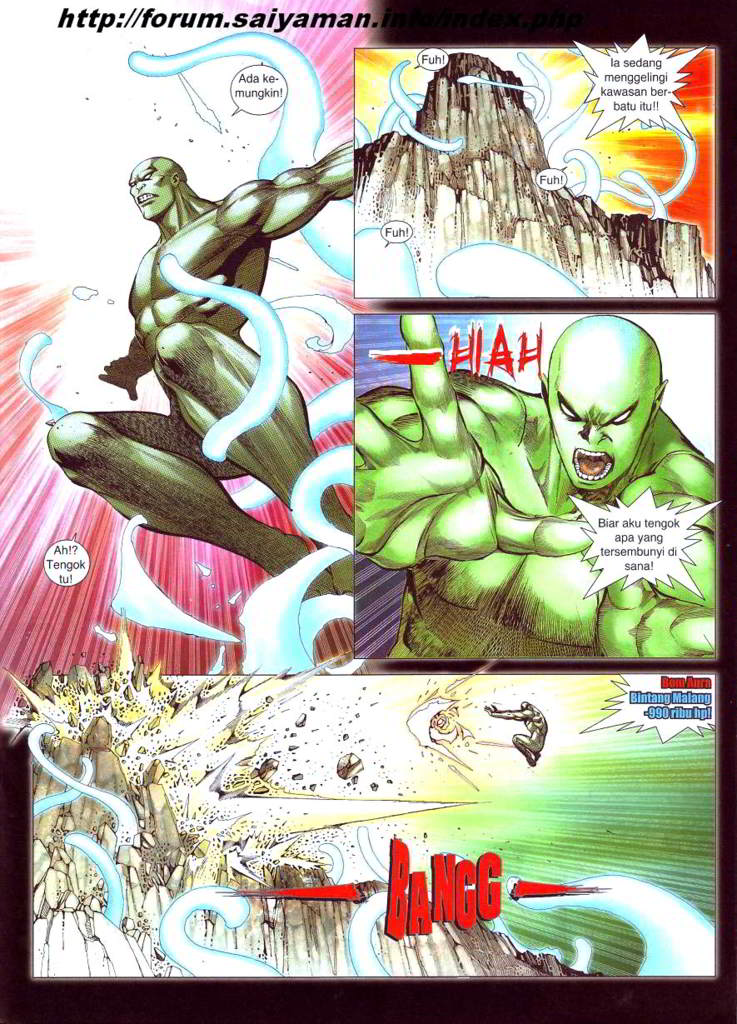 http://forum.saiyaman.info/index.php
Ada ke-
mungkin!
Ah!?
Tengok
tu!
Fuh!
Ia sedang
menggelingi
kawasan ber-
batu itu!!
Fuh!
Fuh!
HIAH
Biar aku tengok
apa yang
tersembunyi di
sana!
Bom Aura
Bintang Malang
-990 ribu hp!
BANGG